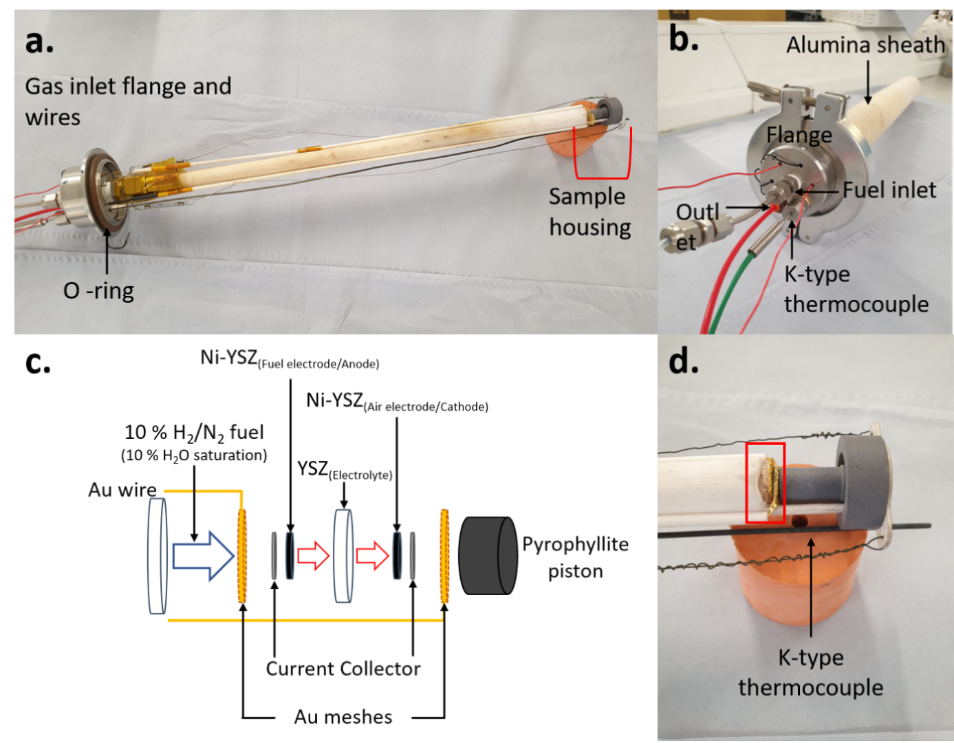 a.
Gas inlet flange and
wires
Sample
housing
O -ring
b.
Alumina sheath
Flange
Fuel inlet
Outl
et
K-type
thermocouple
c.
Ni-YSZ(Fuel electrode/Anode)
Ni-YSZ(Air electrode/Cathode)
10 % H2/N2 fuel
(10 % H2O saturation)
YSZ(Electrolyte)
Au wire
Pyrophyllite
piston
Current Collector
Au meshes
d.
K-type
thermocouple